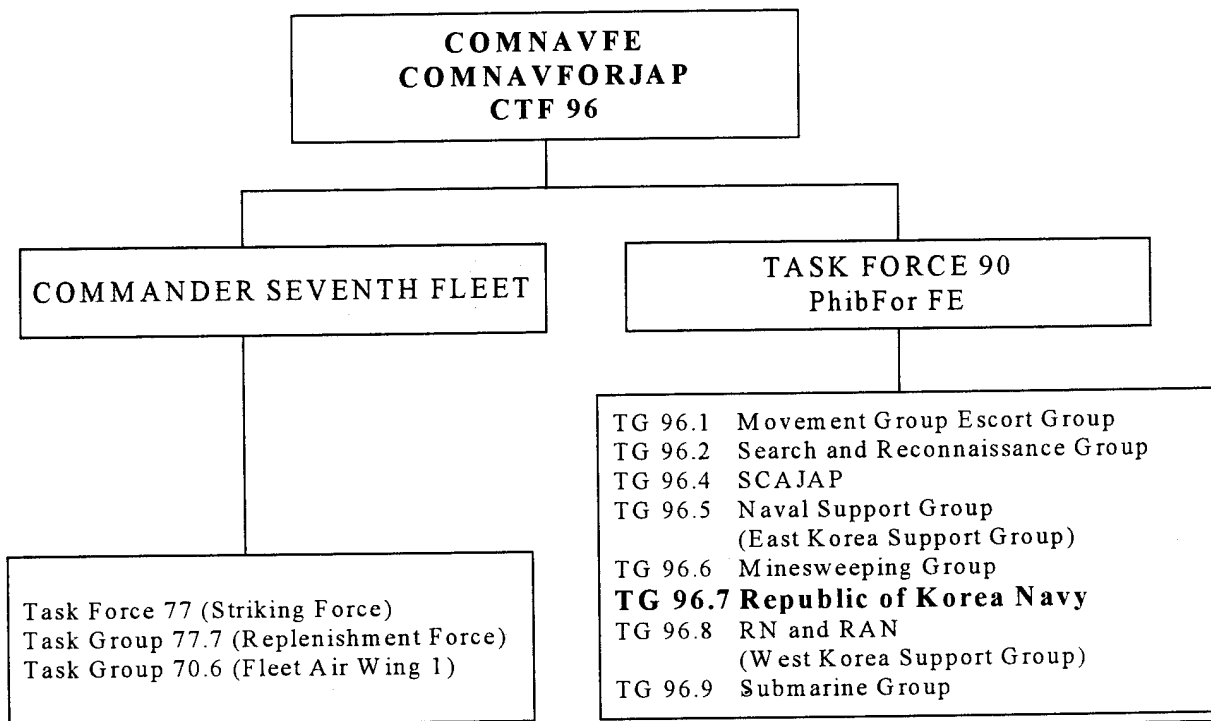 COMNAVFE
COMNAVFORJAP
CTF 96
COMMANDER SEVENTH FLEET
TASK FORCE 90
PhibFor FE
Task Force 77 (Striking Force)
Task Group 77.7 (Replenishment Force)
Task Group 70.6 (Fleet Air Wing 1)
TG 96.1 Movement Group Escort Group
TG 96.2 Search and Reconnaissance Group
TG 96.4 SCAJAP
TG 96.5 Naval Support Group
(East Korea Support Group)
TG 96.6 Minesweeping Group
TG 96.7 Republic of Korea Navy
TG 96.8 RN and RAN
(West Korea Support Group)
TG 96.9 Submarine Group